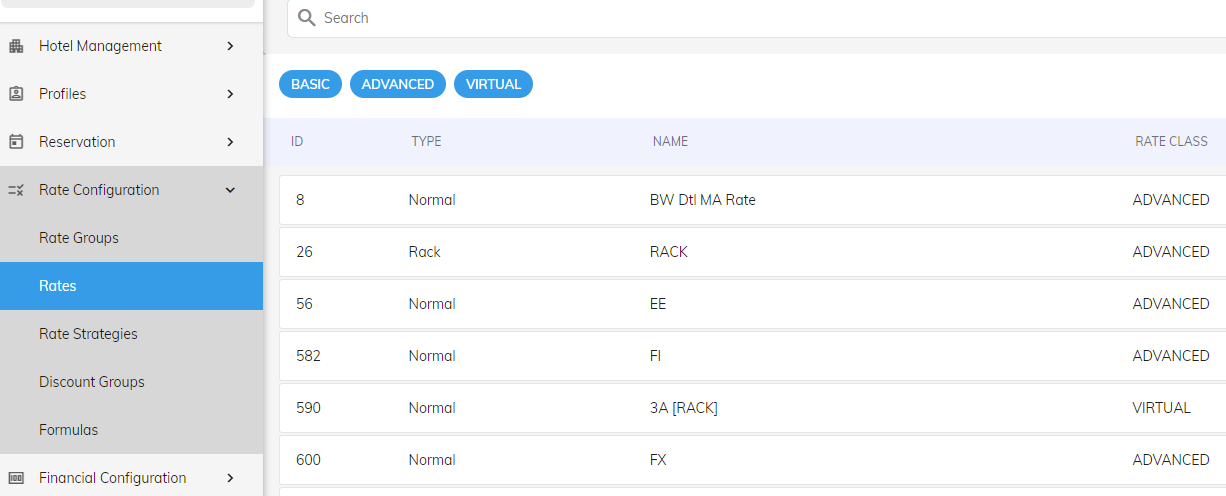 Search
Hotel Management
Profiles
Reservation
Rate Configuration
Rate Groups
Rates
Rate Strategies
Discount Groups
Formulas
Financial Configuration
BASIC ADVANCED VIRTUAL
ID TYPE NAME RATE CLASS
8 Normal BW Dtl MA Rate ADVANCED
26 Rack RACK ADVANCED
56 Normal EE ADVANCED
582 Normal FI ADVANCED
590 Normal 3A [RACK] VIRTUAL
600 Normal FX ADVANCED